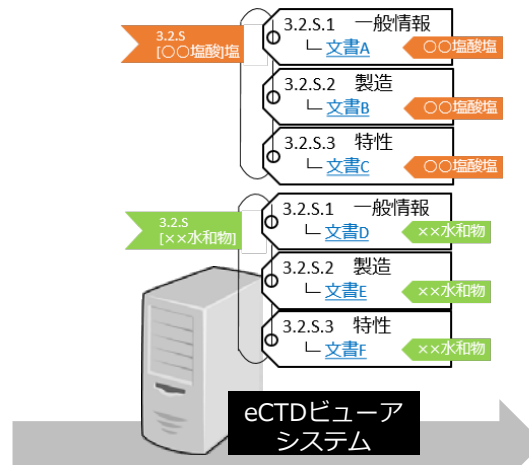 3.2.S
[○○塩酸]塩
3.2.S.1 一般情報
文書A
○○塩酸塩
3.2.S.2 製造
文書B
○○塩酸塩
3.2.S.3 特性
文書C
○○塩酸塩
3.2.S
[××水和物]
3.2.S.1 一般情報
文書D
××水和物
3.2.S.2 製造
文書E
××水和物
3.2.S.3 特性
文書F
××水和物
eCTDビューア
システム